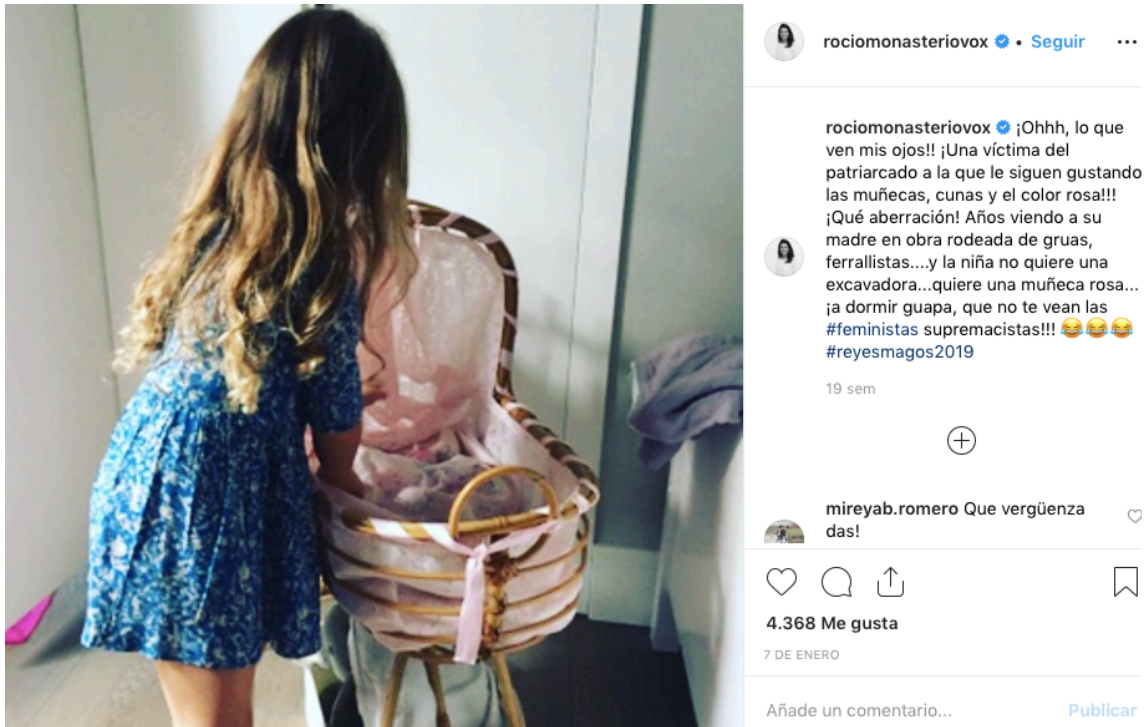 rociomonasteriovox • Seguir
rociomonasteriovox ¡Ohhh, lo que
ven mis ojos!! ¡Una víctima del
patriarcado a la que le siguen gustando
las muñecas, cunas y el color rosa!!!
¡Qué aberración! Años viendo a su
madre en obra rodeada de gruas,
ferrallistas....y la niña no quiere una
excavadora...quiere una muñeca rosa...
¡a dormir guapa, que no te vean las
#feministas supremacistas!!! 😂😂😂
#reyesmagos2019
19 sem
mireyab.romero Que vergüenza
das!
4.368 Me gusta
7 DE ENERO
Añade un comentario...
Publicar